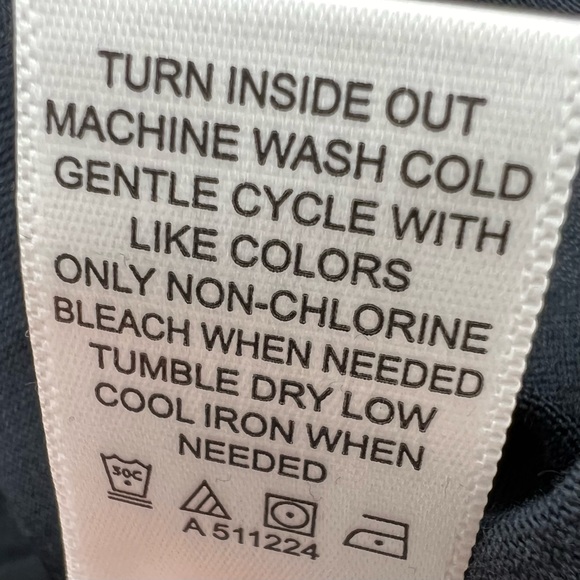 TURN INSIDE OUT
MACHINE WASH COLD
GENTLE CYCLE WITH
LIKE COLORS
ONLY NON-CHLORINE
BLEACH WHEN NEEDED
TUMBLE DRY LOW
COOL IRON WHEN
NEEDED
30C
A 511224